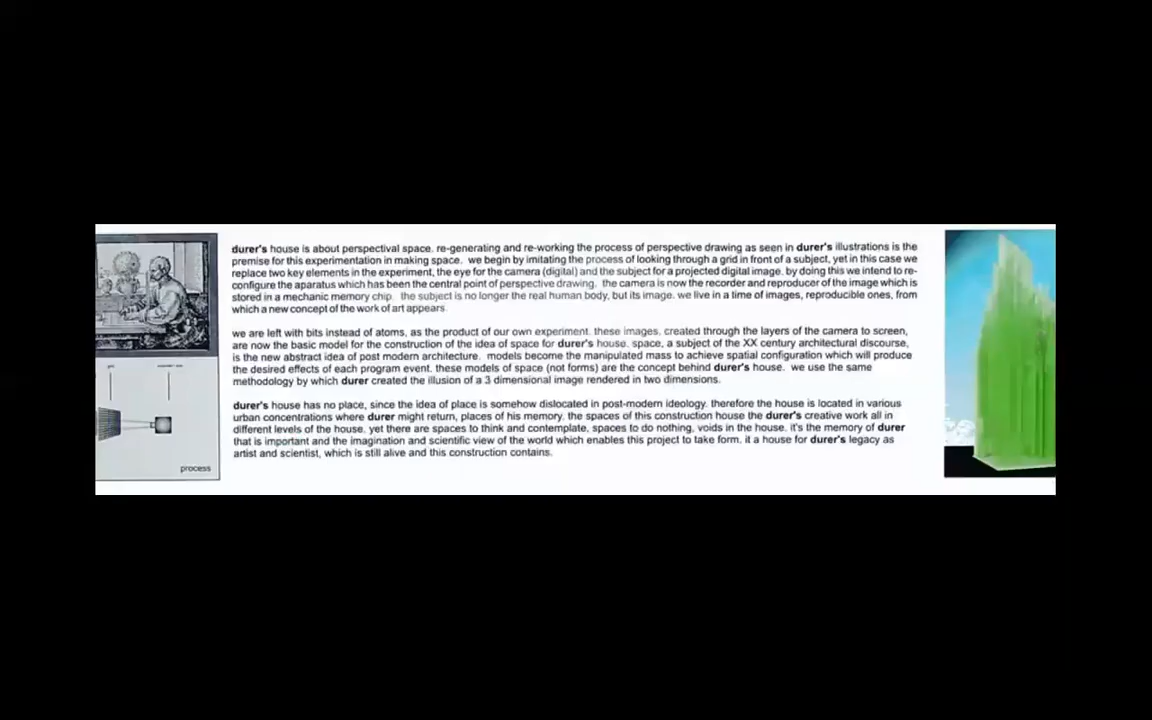 durer's house is about perspectival space. re-generating and re-working the process of perspective drawing as seen in durer's illustrations is the
premise for this experimentation in making space. we begin by imitating the process of looking through a grid in front of a subject, yet in this case we
replace two key elements in the experiment, the eye for the camera (digital) and the subject for a projected digital image. by doing this we intend to re-
configure the apparatus which has been the central point of perspective drawing. the camera is now the recorder and reproducer of the image which is
stored in a mechanic memory chip. the subject is no longer the real human body, but its image. we live in a time of images, reproducible ones, from
which a new concept of the work of art appears.
we are left with bits instead of atoms, as the product of our own experiment. these images, created through the layers of the camera to screen,
are now the basic model for the construction of the idea of space for durer's house. space, a subject of the XX century architectural discourse,
is the new abstract idea of post modern architecture. models become the manipulated mass to achieve spatial configuration which will produce
the desired effects of each program event. these models of space (not forms) are the concept behind durer's house. we use the same
methodology by which durer created the illusion of a 3 dimensional image rendered in two dimensions.
durer's house has no place, since the idea of place is somehow dislocated in post-modern ideology. therefore the house is located in various
urban concentrations where durer might return, places of his memory. the spaces of this construction house the durer's creative work all in
different levels of the house. yet there are spaces to think and contemplate, spaces to do nothing, voids in the house. it's the memory of durer
that is important and the imagination and scientific view of the world which enables this project to take form. it a house for durer's legacy as
artist and scientist, which is still alive and this construction contains.
process